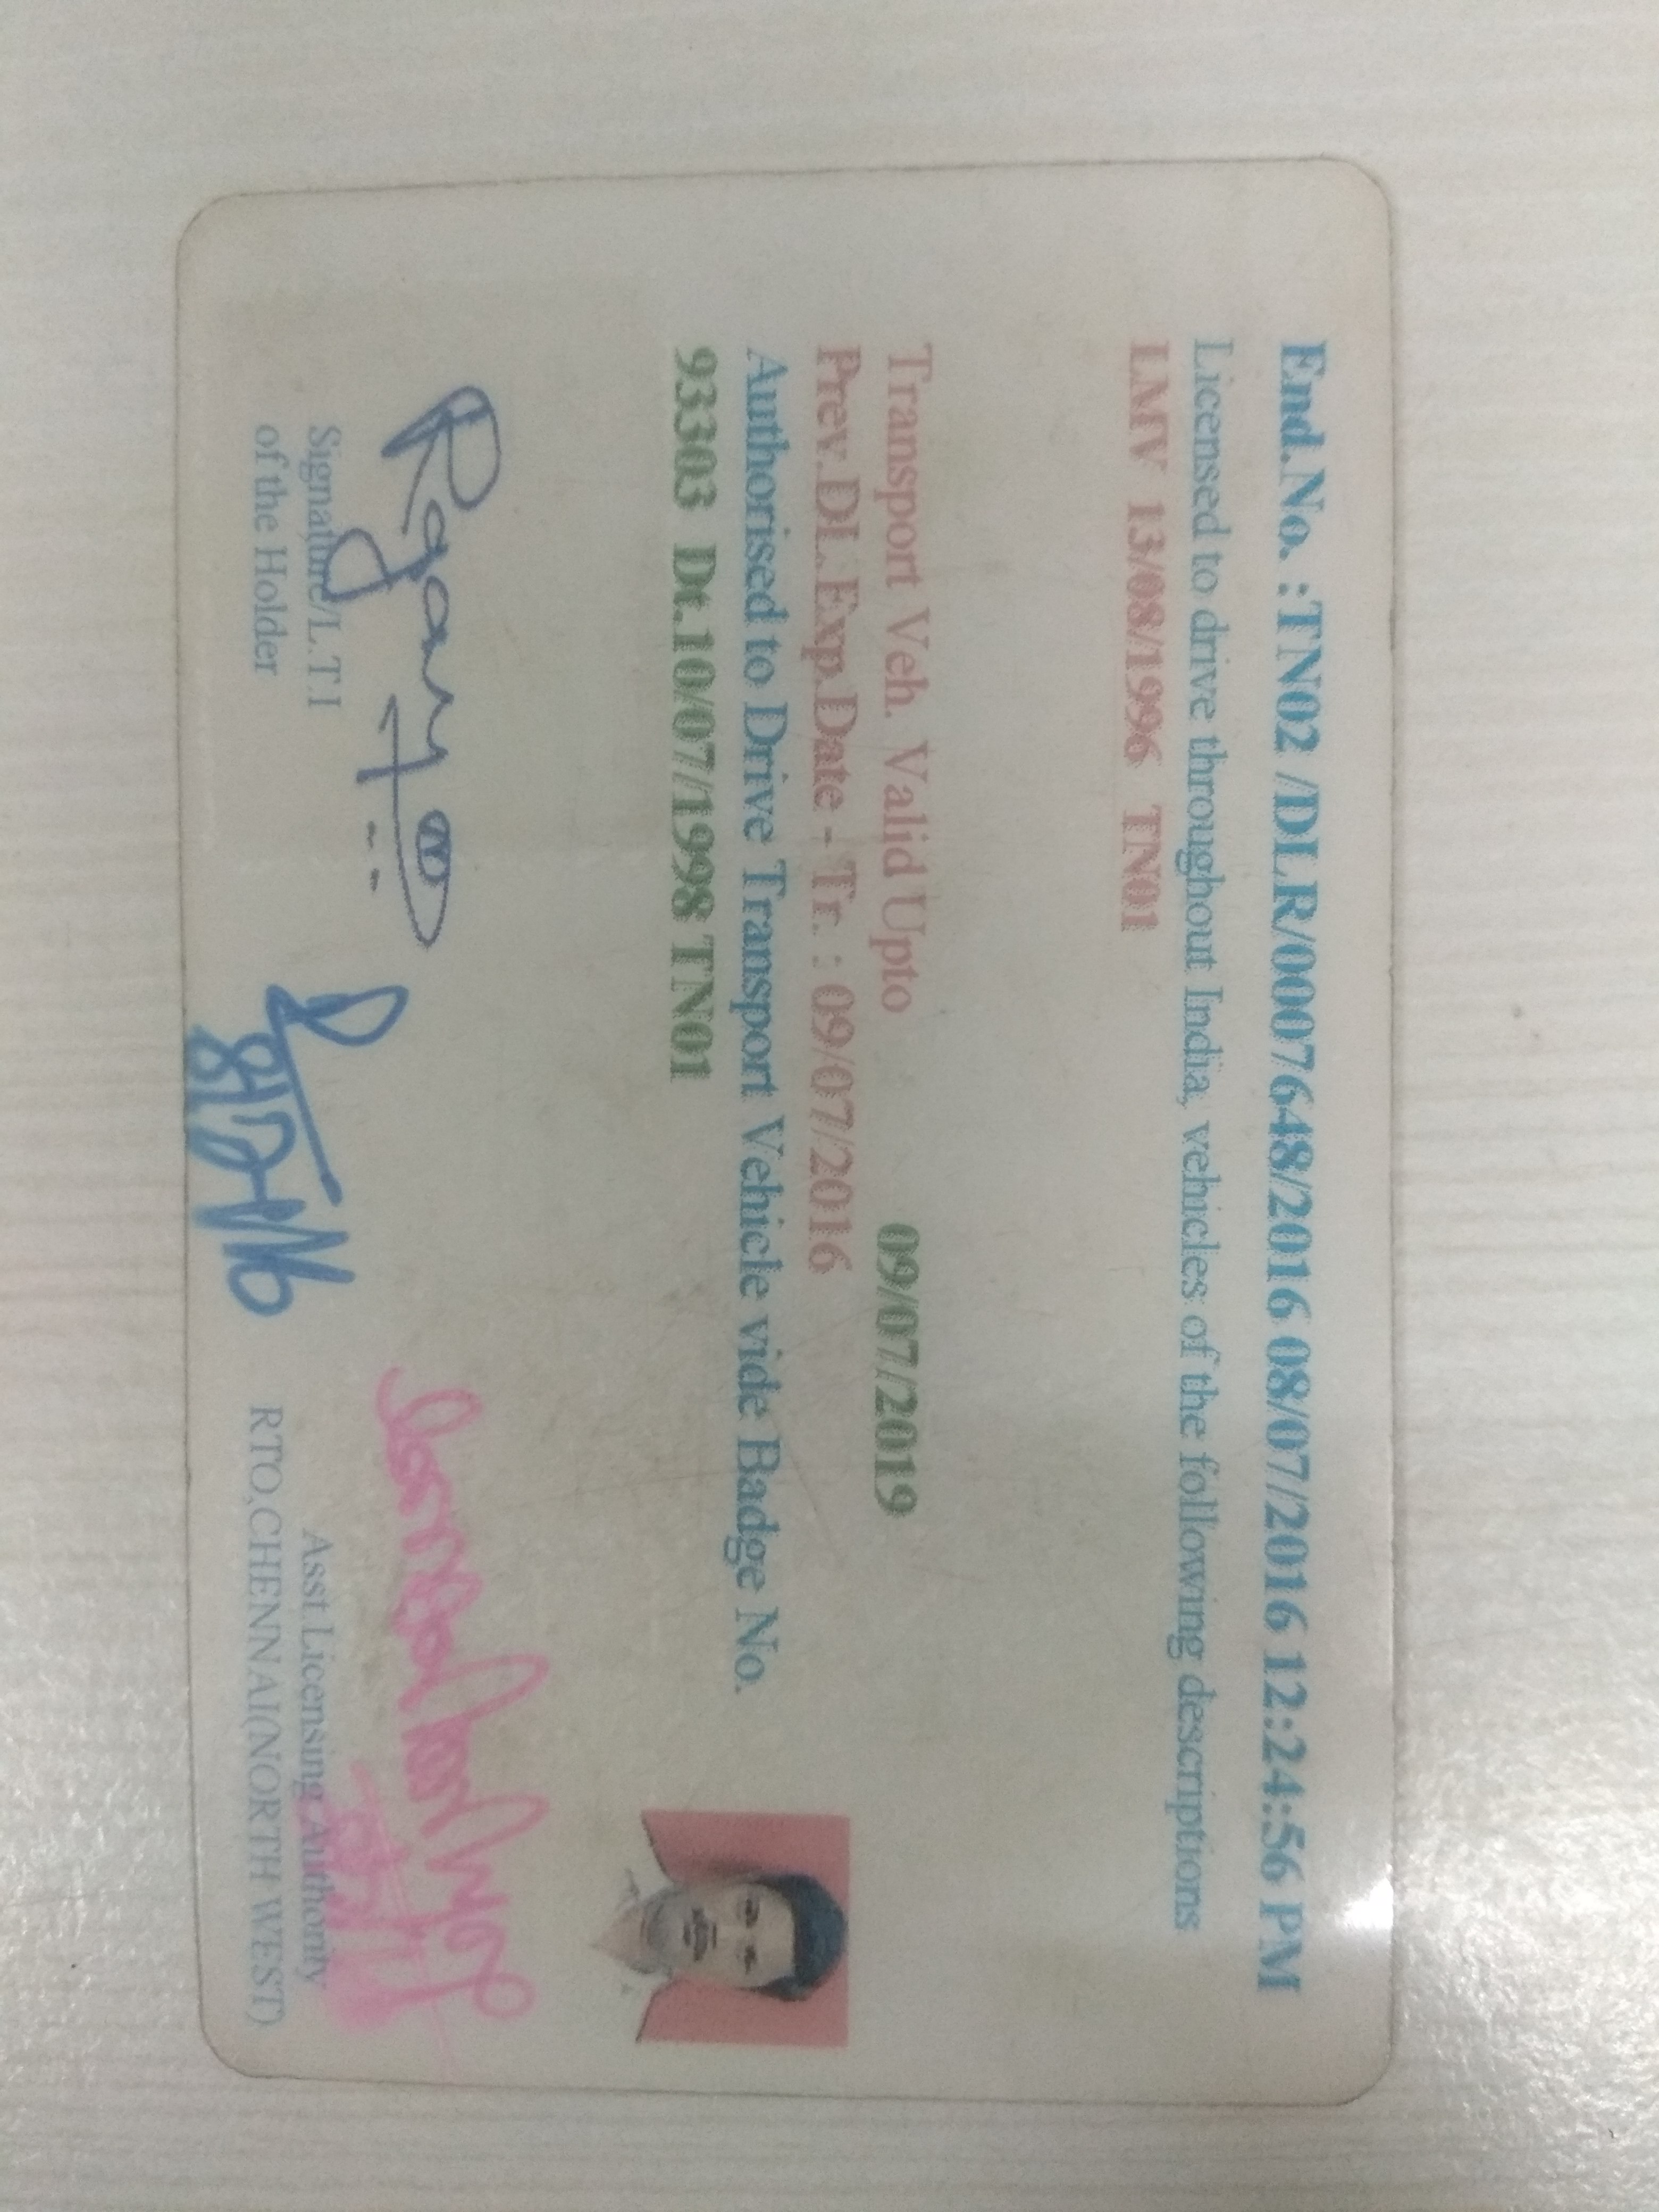 End.No. : TN02 /DLR/0007648/2016 08/07/2016 12:24:56 PM
Licensed to drive throughout India, vehicles of the following descriptions
LMV 13/08/1996 TN01
Transport Veh. Valid Upto 09/07/2019
Prev.DL.Exp.Date - Tr. : 09/07/2016
Authorised to Drive Transport Vehicle vide Badge No.
93303 Dt.10/07/1998 TN01
Signature/L.T.I
of the Holder
Asst.Licensing Authority
RTO,CHENNAI(NORTH WEST)